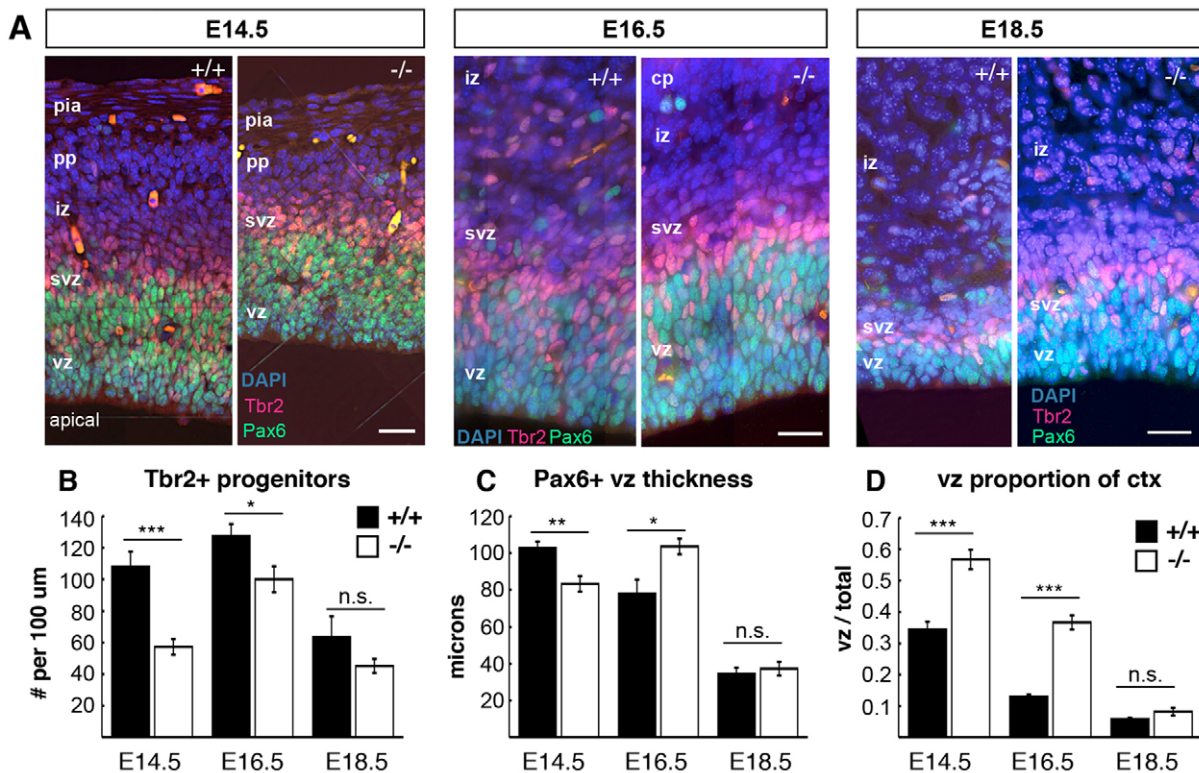 A
E14.5
E16.5
E18.5
+/+
-/-
+/+
-/-
+/+
-/-
pia
pp
iz
svz
vz
apical
pia
pp
svz
vz
DAPI
Tbr2
Pax6
iz
svz
vz
DAPI Tbr2 Pax6
cp
iz
svz
vz
iz
svz
vz
iz
svz
vz
DAPI
Tbr2
Pax6
B Tbr2+ progenitors
# per 100 um
140
120
100
80
60
40
20
***
*
n.s.
+/+
-/-
E14.5 E16.5 E18.5
C Pax6+ vz thickness
microns
120
100
80
60
40
20
**
*
n.s.
E14.5 E16.5 E18.5
D vz proportion of ctx
vz / total
0.7
0.6
0.5
0.4
0.3
0.2
0.1
***
***
n.s.
+/+
-/-
E14.5 E16.5 E18.5